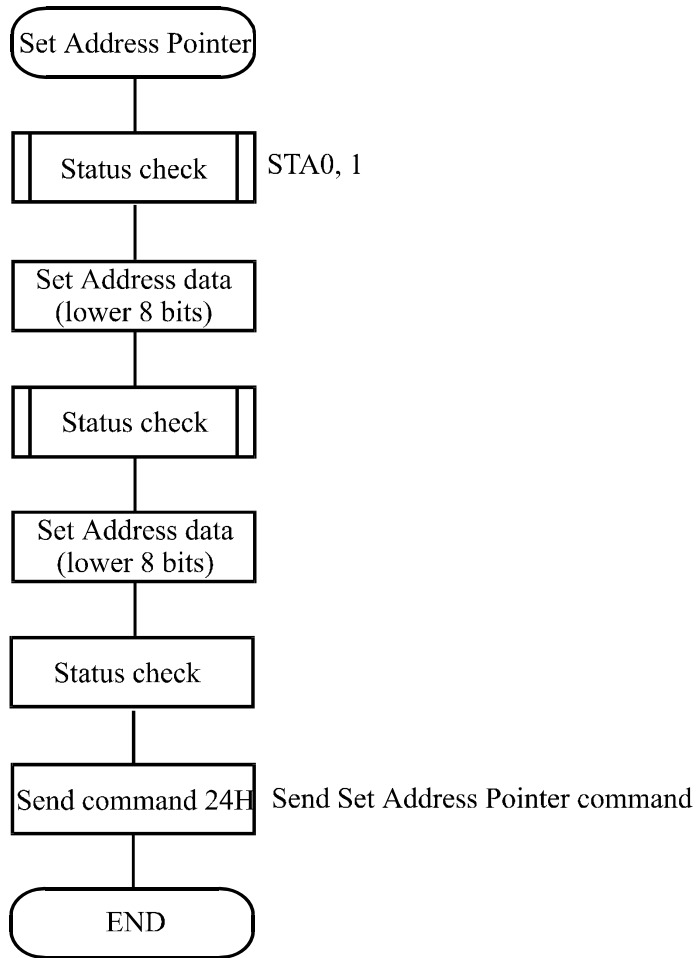 Set Address Pointer
Status check
STA0, 1
Set Address data
(lower 8 bits)
Status check
Set Address data
(lower 8 bits)
Status check
Send command 24H
Send Set Address Pointer command
END